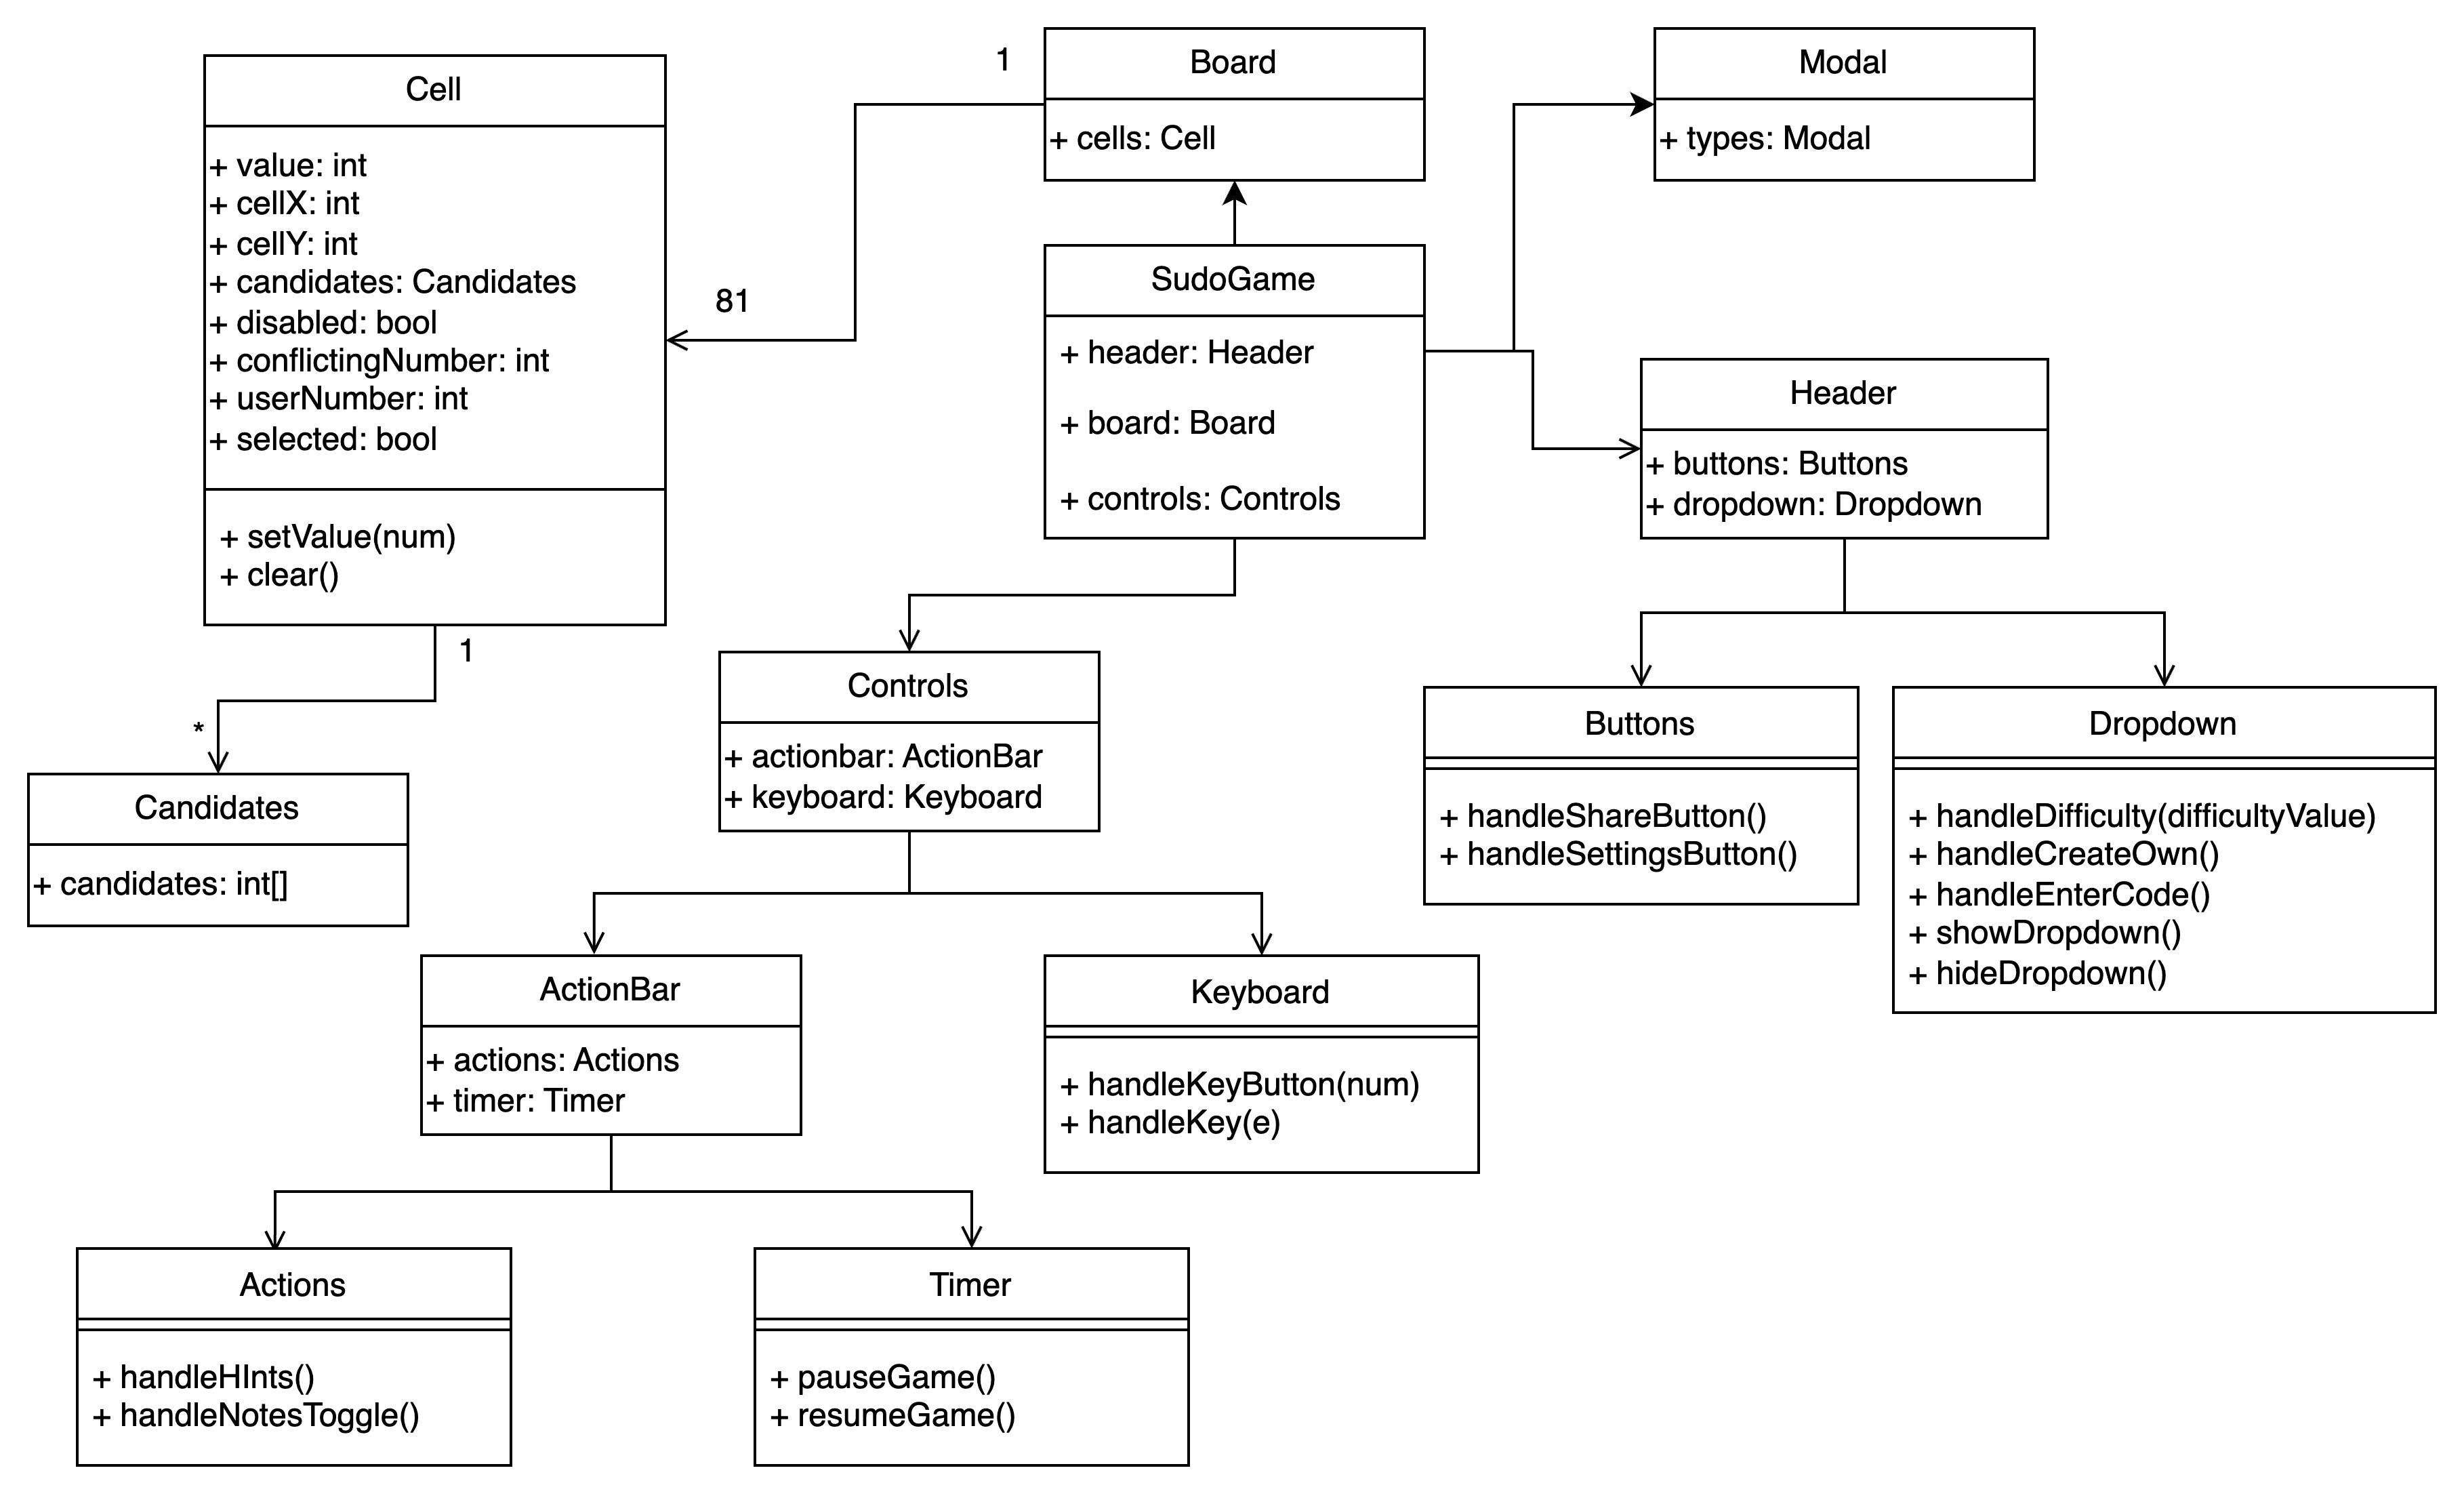 Cell
+ value: int
+ cellX: int
+ cellY: int
+ candidates: Candidates
+ disabled: bool
+ conflictingNumber: int
+ userNumber: int
+ selected: bool
+ setValue(num)
+ clear()
1
81
Board
+ cells: Cell
Modal
+ types: Modal
SudoGame
+ header: Header
+ board: Board
+ controls: Controls
Header
+ buttons: Buttons
+ dropdown: Dropdown
1
*
Candidates
+ candidates: int[]
Controls
+ actionbar: ActionBar
+ keyboard: Keyboard
Buttons
+ handleShareButton()
+ handleSettingsButton()
Dropdown
+ handleDifficulty(difficultyValue)
+ handleCreateOwn()
+ handleEnterCode()
+ showDropdown()
+ hideDropdown()
ActionBar
+ actions: Actions
+ timer: Timer
Keyboard
+ handleKeyButton(num)
+ handleKey(e)
Actions
+ handleHInts()
+ handleNotesToggle()
Timer
+ pauseGame()
+ resumeGame()